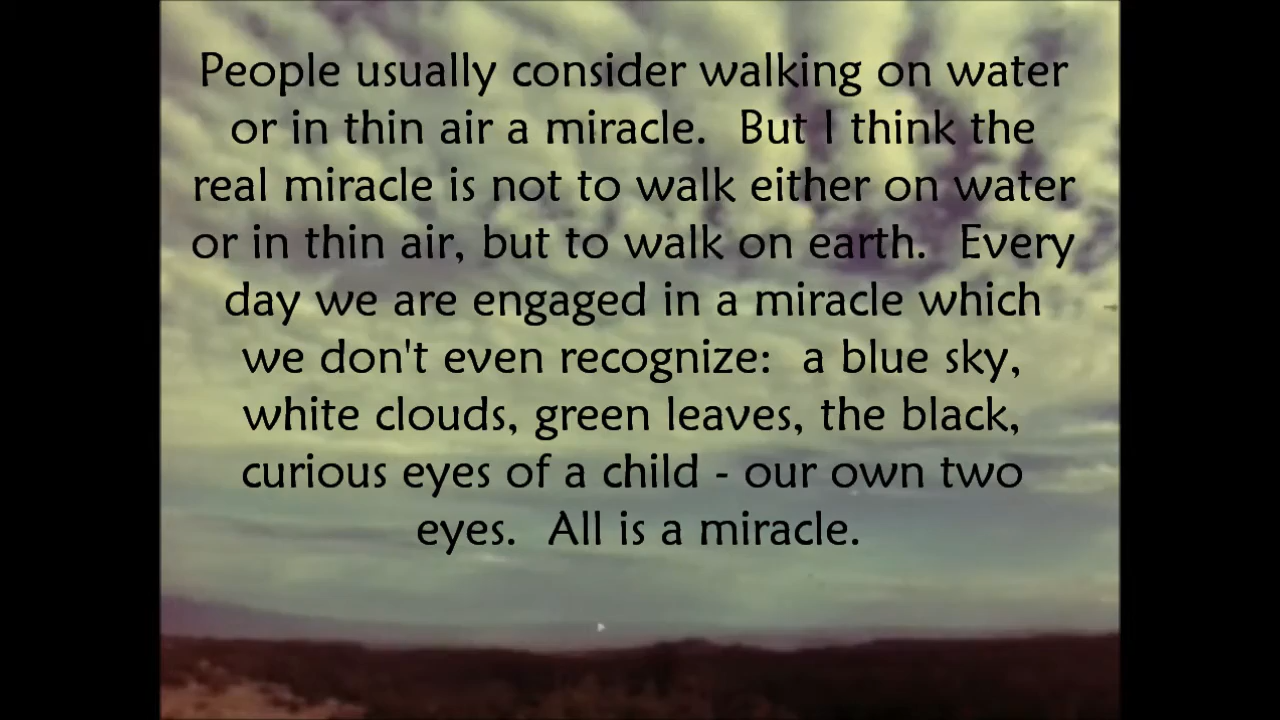 People usually consider walking on water
or in thin air a miracle.  But I think the
real miracle is not to walk either on water
or in thin air, but to walk on earth.  Every
day we are engaged in a miracle which
we don't even recognize:  a blue sky,
white clouds, green leaves, the black,
curious eyes of a child - our own two
eyes.  All is a miracle.